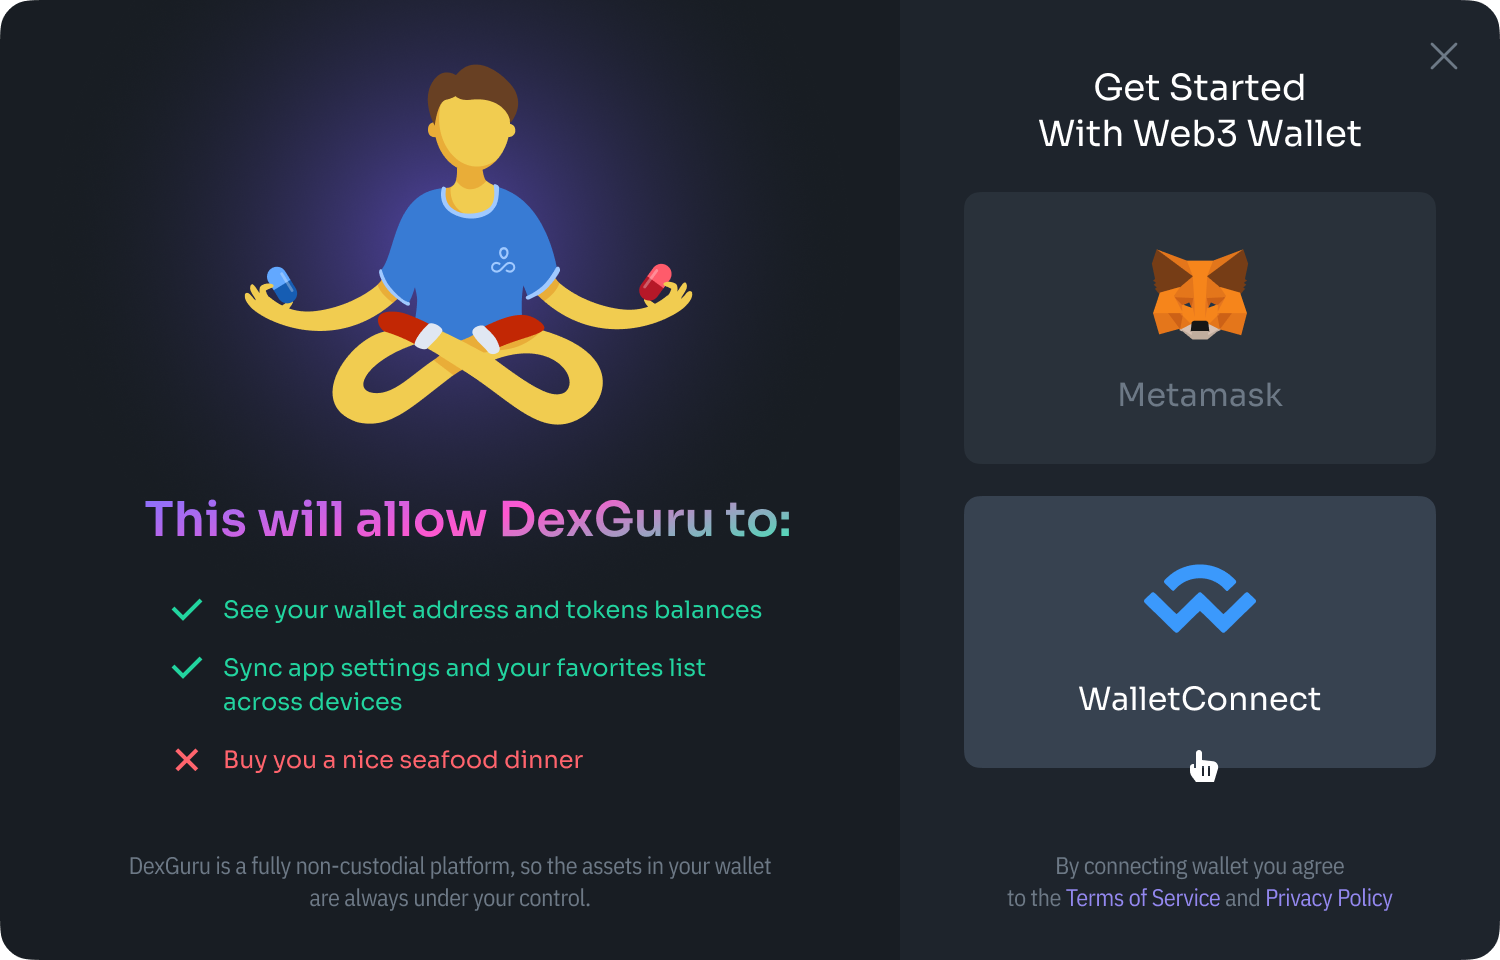 This will allow DexGuru to:
See your wallet address and tokens balances
Sync app settings and your favorites list
across devices
Buy you a nice seafood dinner
DexGuru is a fully non-custodial platform, so the assets in your wallet
are always under your control.
Get Started
With Web3 Wallet
Metamask
WalletConnect
By connecting wallet you agree
to the Terms of Service and Privacy Policy